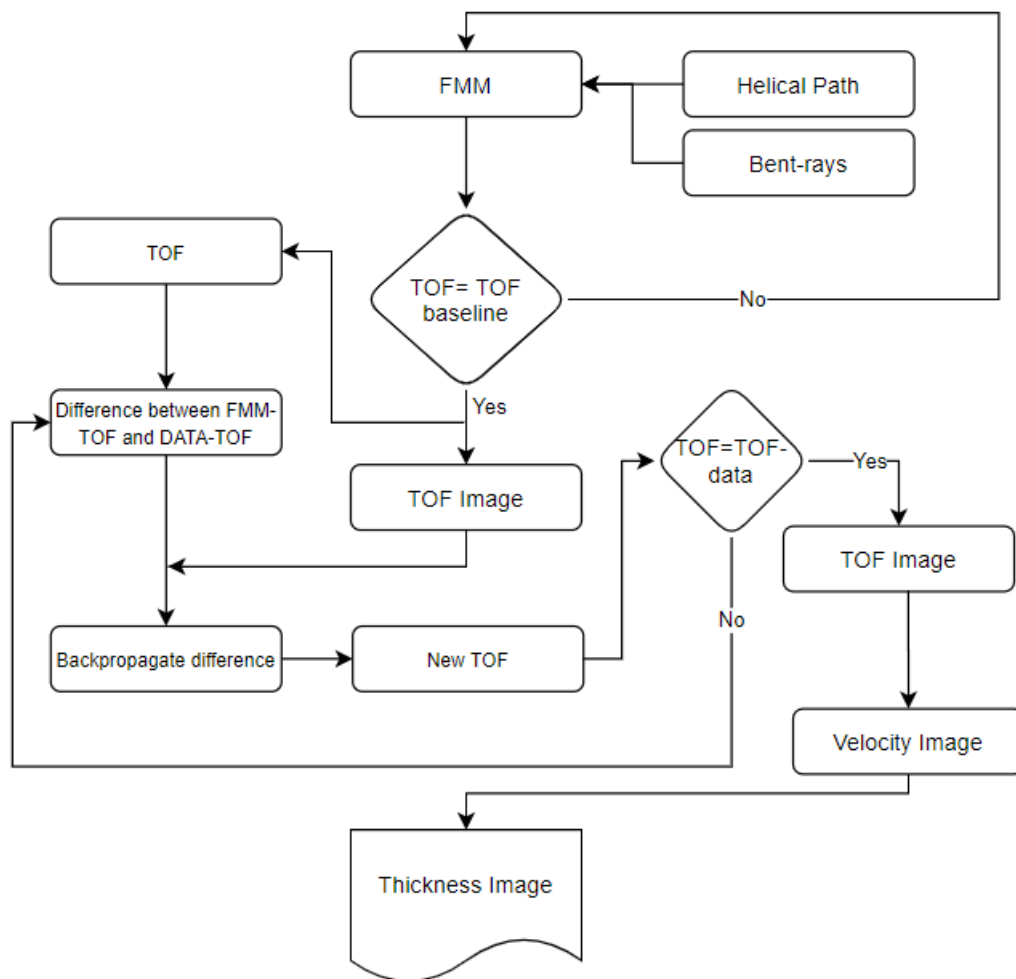 FMM
Helical Path
Bent-rays
TOF
TOF= TOF
baseline
No
Yes
Difference between FMM-
TOF and DATA-TOF
TOF=TOF-
data
Yes
TOF Image
TOF Image
No
Backpropagate difference
New TOF
Velocity Image
Thickness Image